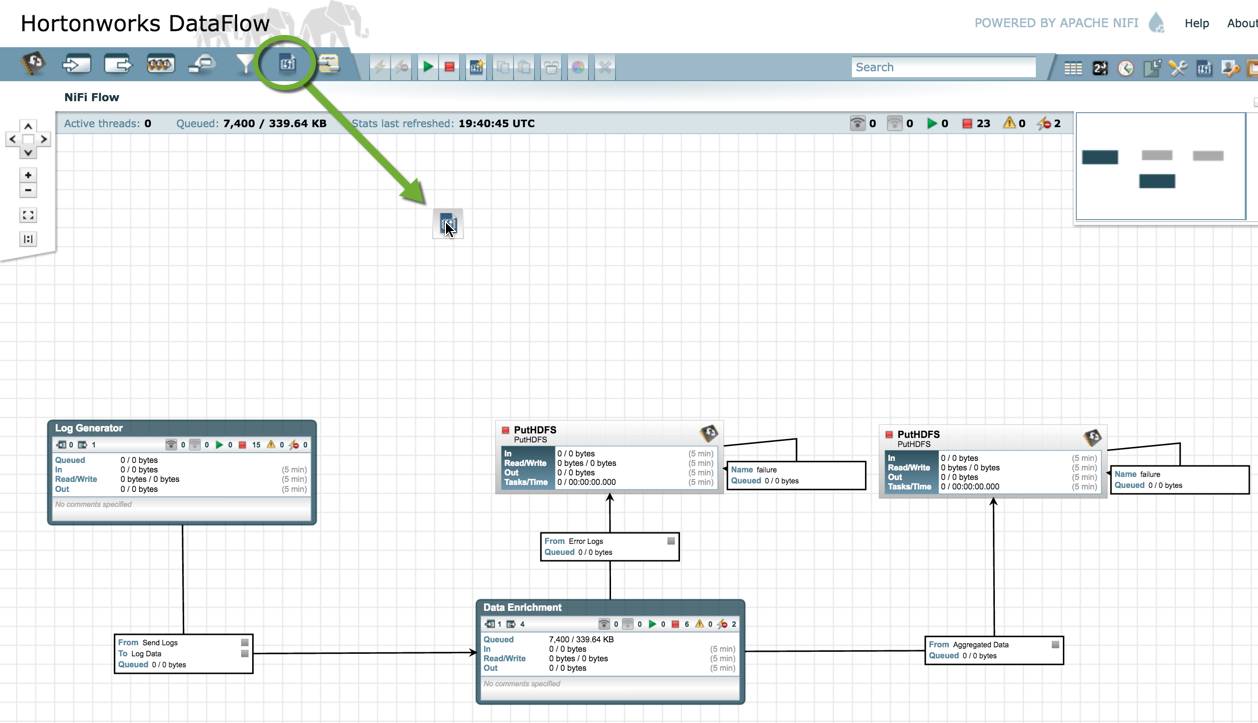 Hortonworks DataFlow
POWERED BY APACHE NIFI Help Abou
Search
NiFi Flow
Active threads: 0 Queued: 7,400 / 339.64 KB Stats last refreshed: 19:40:45 UTC 0 0 0 23 0 2
Log Generator
0 1 0 0 0 15 0 0
Queued 0 / 0 bytes
In 0 / 0 bytes (5 min)
Read/Write 0 bytes / 0 bytes (5 min)
Out 0 / 0 bytes (5 min)
No comments specified
PutHDFS
PutHDFS
In 0 / 0 bytes (5 min)
Read/Write 0 bytes / 0 bytes (5 min)
Out 0 / 0 bytes (5 min)
Tasks/Time 0 / 00:00:00.000 (5 min)
Name failure
Queued 0 / 0 bytes
PutHDFS
PutHDFS
In 0 / 0 bytes (5 min)
Read/Write 0 bytes / 0 bytes (5 min)
Out 0 / 0 bytes (5 min)
Tasks/Time 0 / 00:00:00.000 (5 min)
Name failure
Queued 0 / 0 bytes
From Error Logs
Queued 0 / 0 bytes
Data Enrichment
1 4 0 0 0 6 0 2
Queued 7,400 / 339.64 KB
In 0 / 0 bytes (5 min)
Read/Write 0 bytes / 0 bytes (5 min)
Out 0 / 0 bytes (5 min)
No comments specified
From Send Logs
To Log Data
Queued 0 / 0 bytes
From Aggregated Data
Queued 0 / 0 bytes